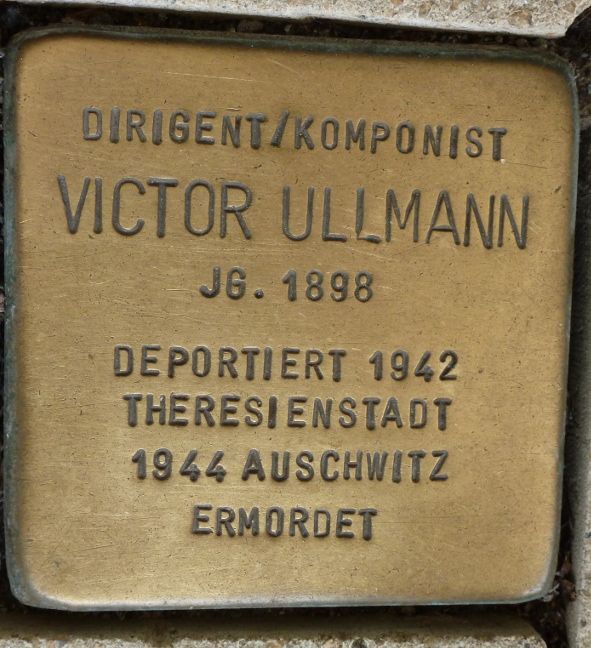 DIRIGENT/KOMPONIST
VICTOR ULLMANN
JG. 1898
DEPORTIERT 1942
THERESIENSTADT
1944 AUSCHWITZ
ERMORDET